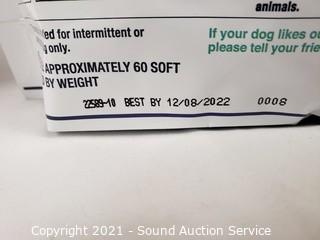 animals.
ed for intermittent or
g only.
If your dog likes ou
please tell your frie
APPROXIMATELY 60 SOFT
BY WEIGHT
22589-10 BEST BY 12/08/2022 0008
Copyright 2021 - Sound Auction Service